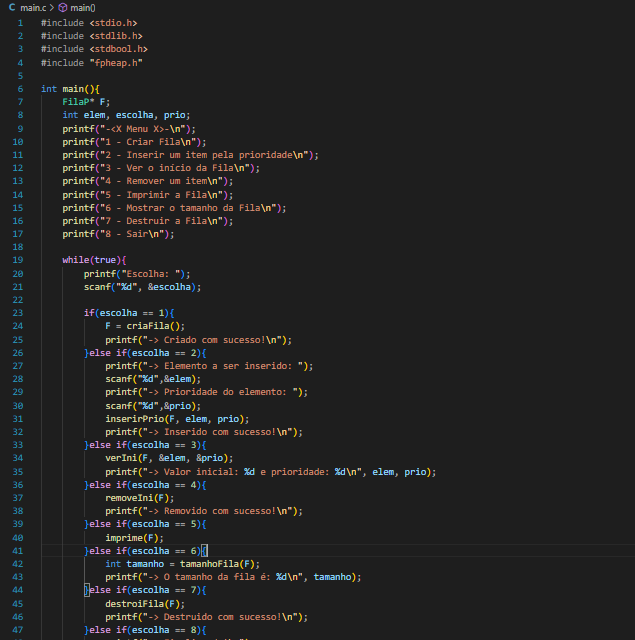 C main.c > main()
1 #include <stdio.h>
2 #include <stdlib.h>
3 #include <stdbool.h>
4 #include "fpheap.h"
5
6 int main(){
7 FilaP* F;
8 int elem, escolha, prio;
9 printf("-<X Menu X>-\n");
10 printf("1 - Criar Fila\n");
11 printf("2 - Inserir um item pela prioridade\n");
12 printf("3 - Ver o início da Fila\n");
13 printf("4 - Remover um item\n");
14 printf("5 - Imprimir a Fila\n");
15 printf("6 - Mostrar o tamanho da Fila\n");
16 printf("7 - Destruir a Fila\n");
17 printf("8 - Sair\n");
18
19 while(true){
20 printf("Escolha: ");
21 scanf("%d", &escolha);
22
23 if(escolha == 1){
24 F = criaFila();
25 printf("-> Criado com sucesso!\n");
26 }else if(escolha == 2){
27 printf("-> Elemento a ser inserido: ");
28 scanf("%d",&elem);
29 printf("-> Prioridade do elemento: ");
30 scanf("%d",&prio);
31 inserirPrio(F, elem, prio);
32 printf("-> Inserido com sucesso!\n");
33 }else if(escolha == 3){
34 verIni(F, &elem, &prio);
35 printf("-> Valor inicial: %d e prioridade: %d\n", elem, prio);
36 }else if(escolha == 4){
37 removeIni(F);
38 printf("-> Removido com sucesso!\n");
39 }else if(escolha == 5){
40 imprime(F);
41 }else if(escolha == 6){
42 int tamanho = tamanhoFila(F);
43 printf("-> O tamanho da fila é: %d\n", tamanho);
44 }else if(escolha == 7){
45 destroiFila(F);
46 printf("-> Destruido com sucesso!\n");
47 }else if(escolha == 8){